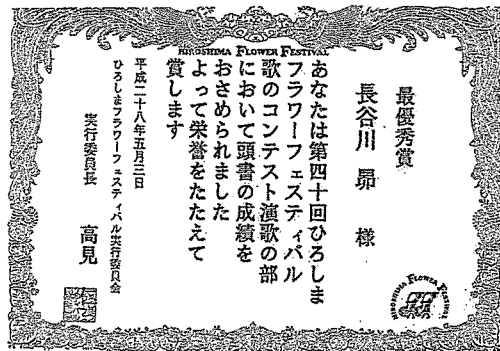 HIROSHIMA FLOWER FESTIVAL
最優秀賞
長谷川 昴 様
あなたは第四十回ひろしま
フラワーフェスティバル
歌のコンテスト演歌の部
において頭書の成績を
おさめられました
よって栄誉をたたえて
賞します
平成二十八年五月三日
ひろしまフラワーフェスティバル実行委員会
実行委員長 高見
HIROSHIMA FLOWER FESTIVAL